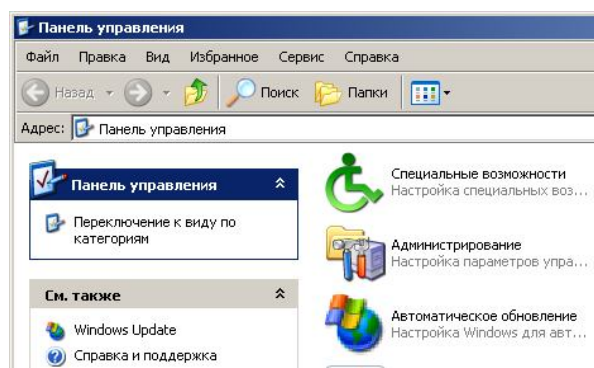 Панель управления
Файл Правка Вид Избранное Сервис Справка
Назад Поиск Папки
Адрес: Панель управления
Панель управления
Переключение к виду по
категориям
См. также
Windows Update
Справка и поддержка
Специальные возможности
Настройка специальных воз...
Администрирование
Настройка параметров упра...
Автоматическое обновление
Настройка Windows для авт...